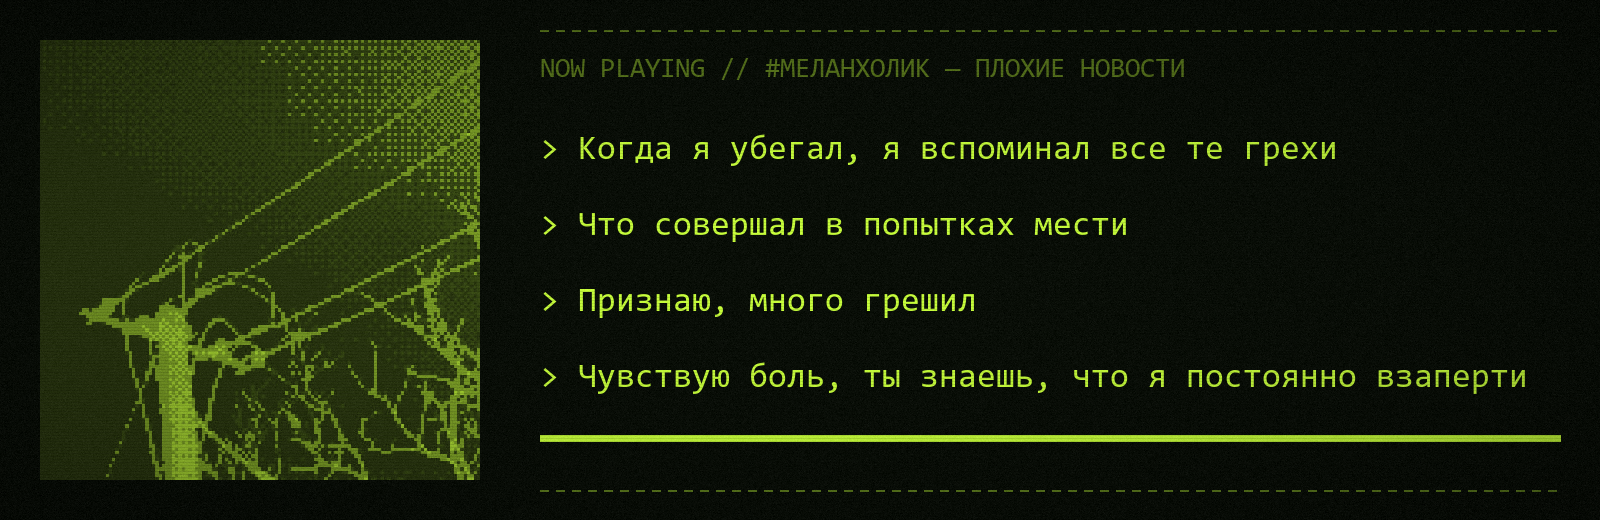 NOW PLAYING // #МЕЛАНХОЛИК — ПЛОХИЕ НОВОСТИ
> Когда я убегал, я вспоминал все те грехи
> Что совершал в попытках мести
> Признаю, много грешил
> Чувствую боль, ты знаешь, что я постоянно взаперти